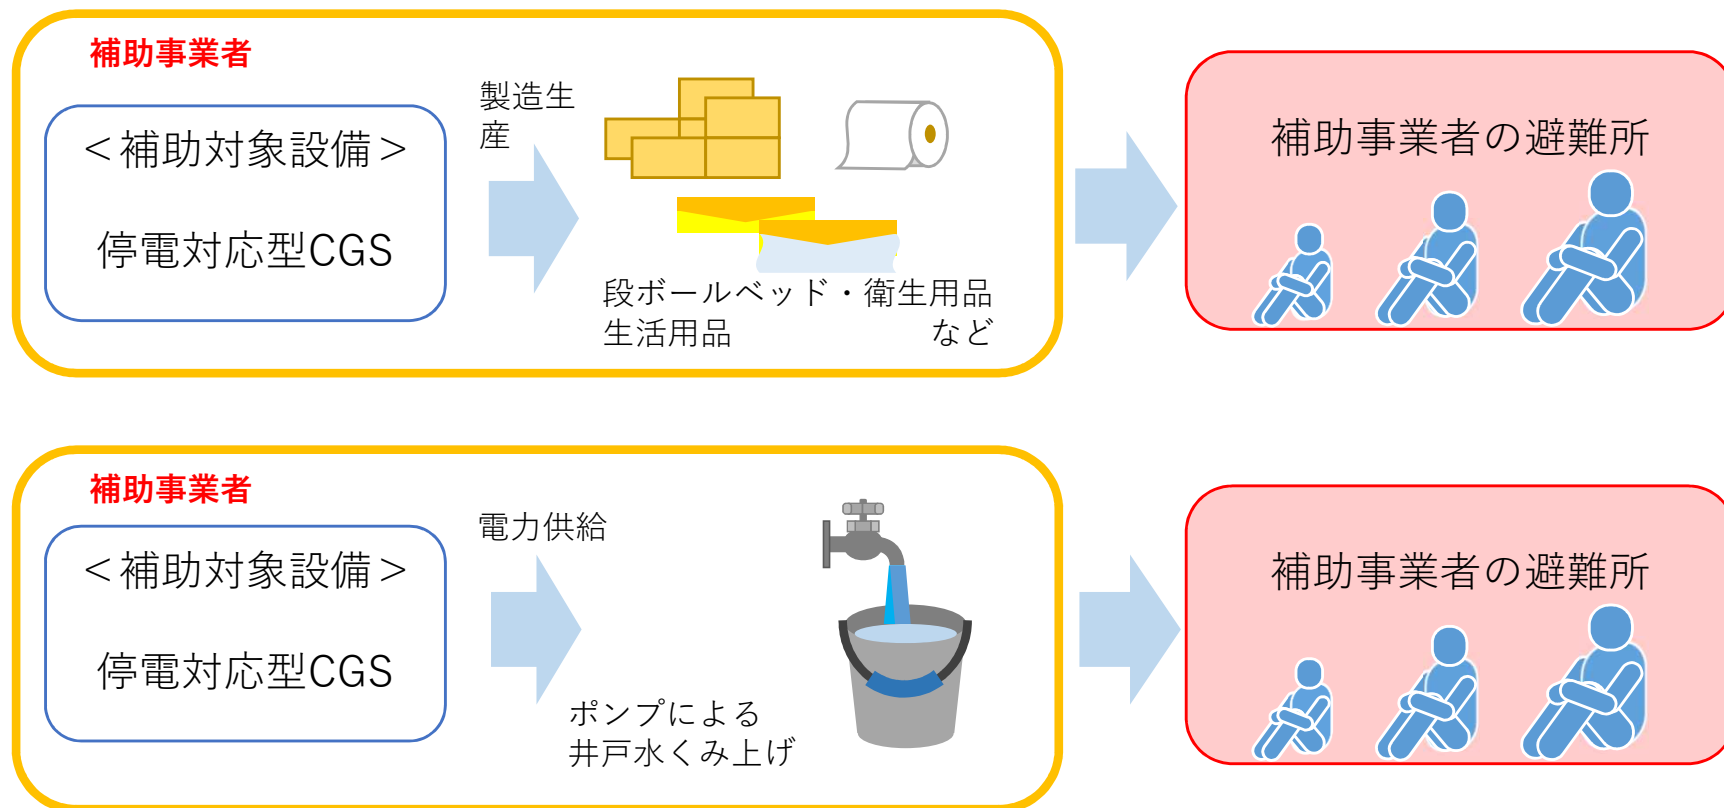 補助事業者
＜補助対象設備＞
停電対応型CGS
製造生
産
段ボールベッド・衛生用品
生活用品　　　　　　など
補助事業者の避難所
補助事業者
＜補助対象設備＞
停電対応型CGS
電力供給
ポンプによる
井戸水くみ上げ
補助事業者の避難所